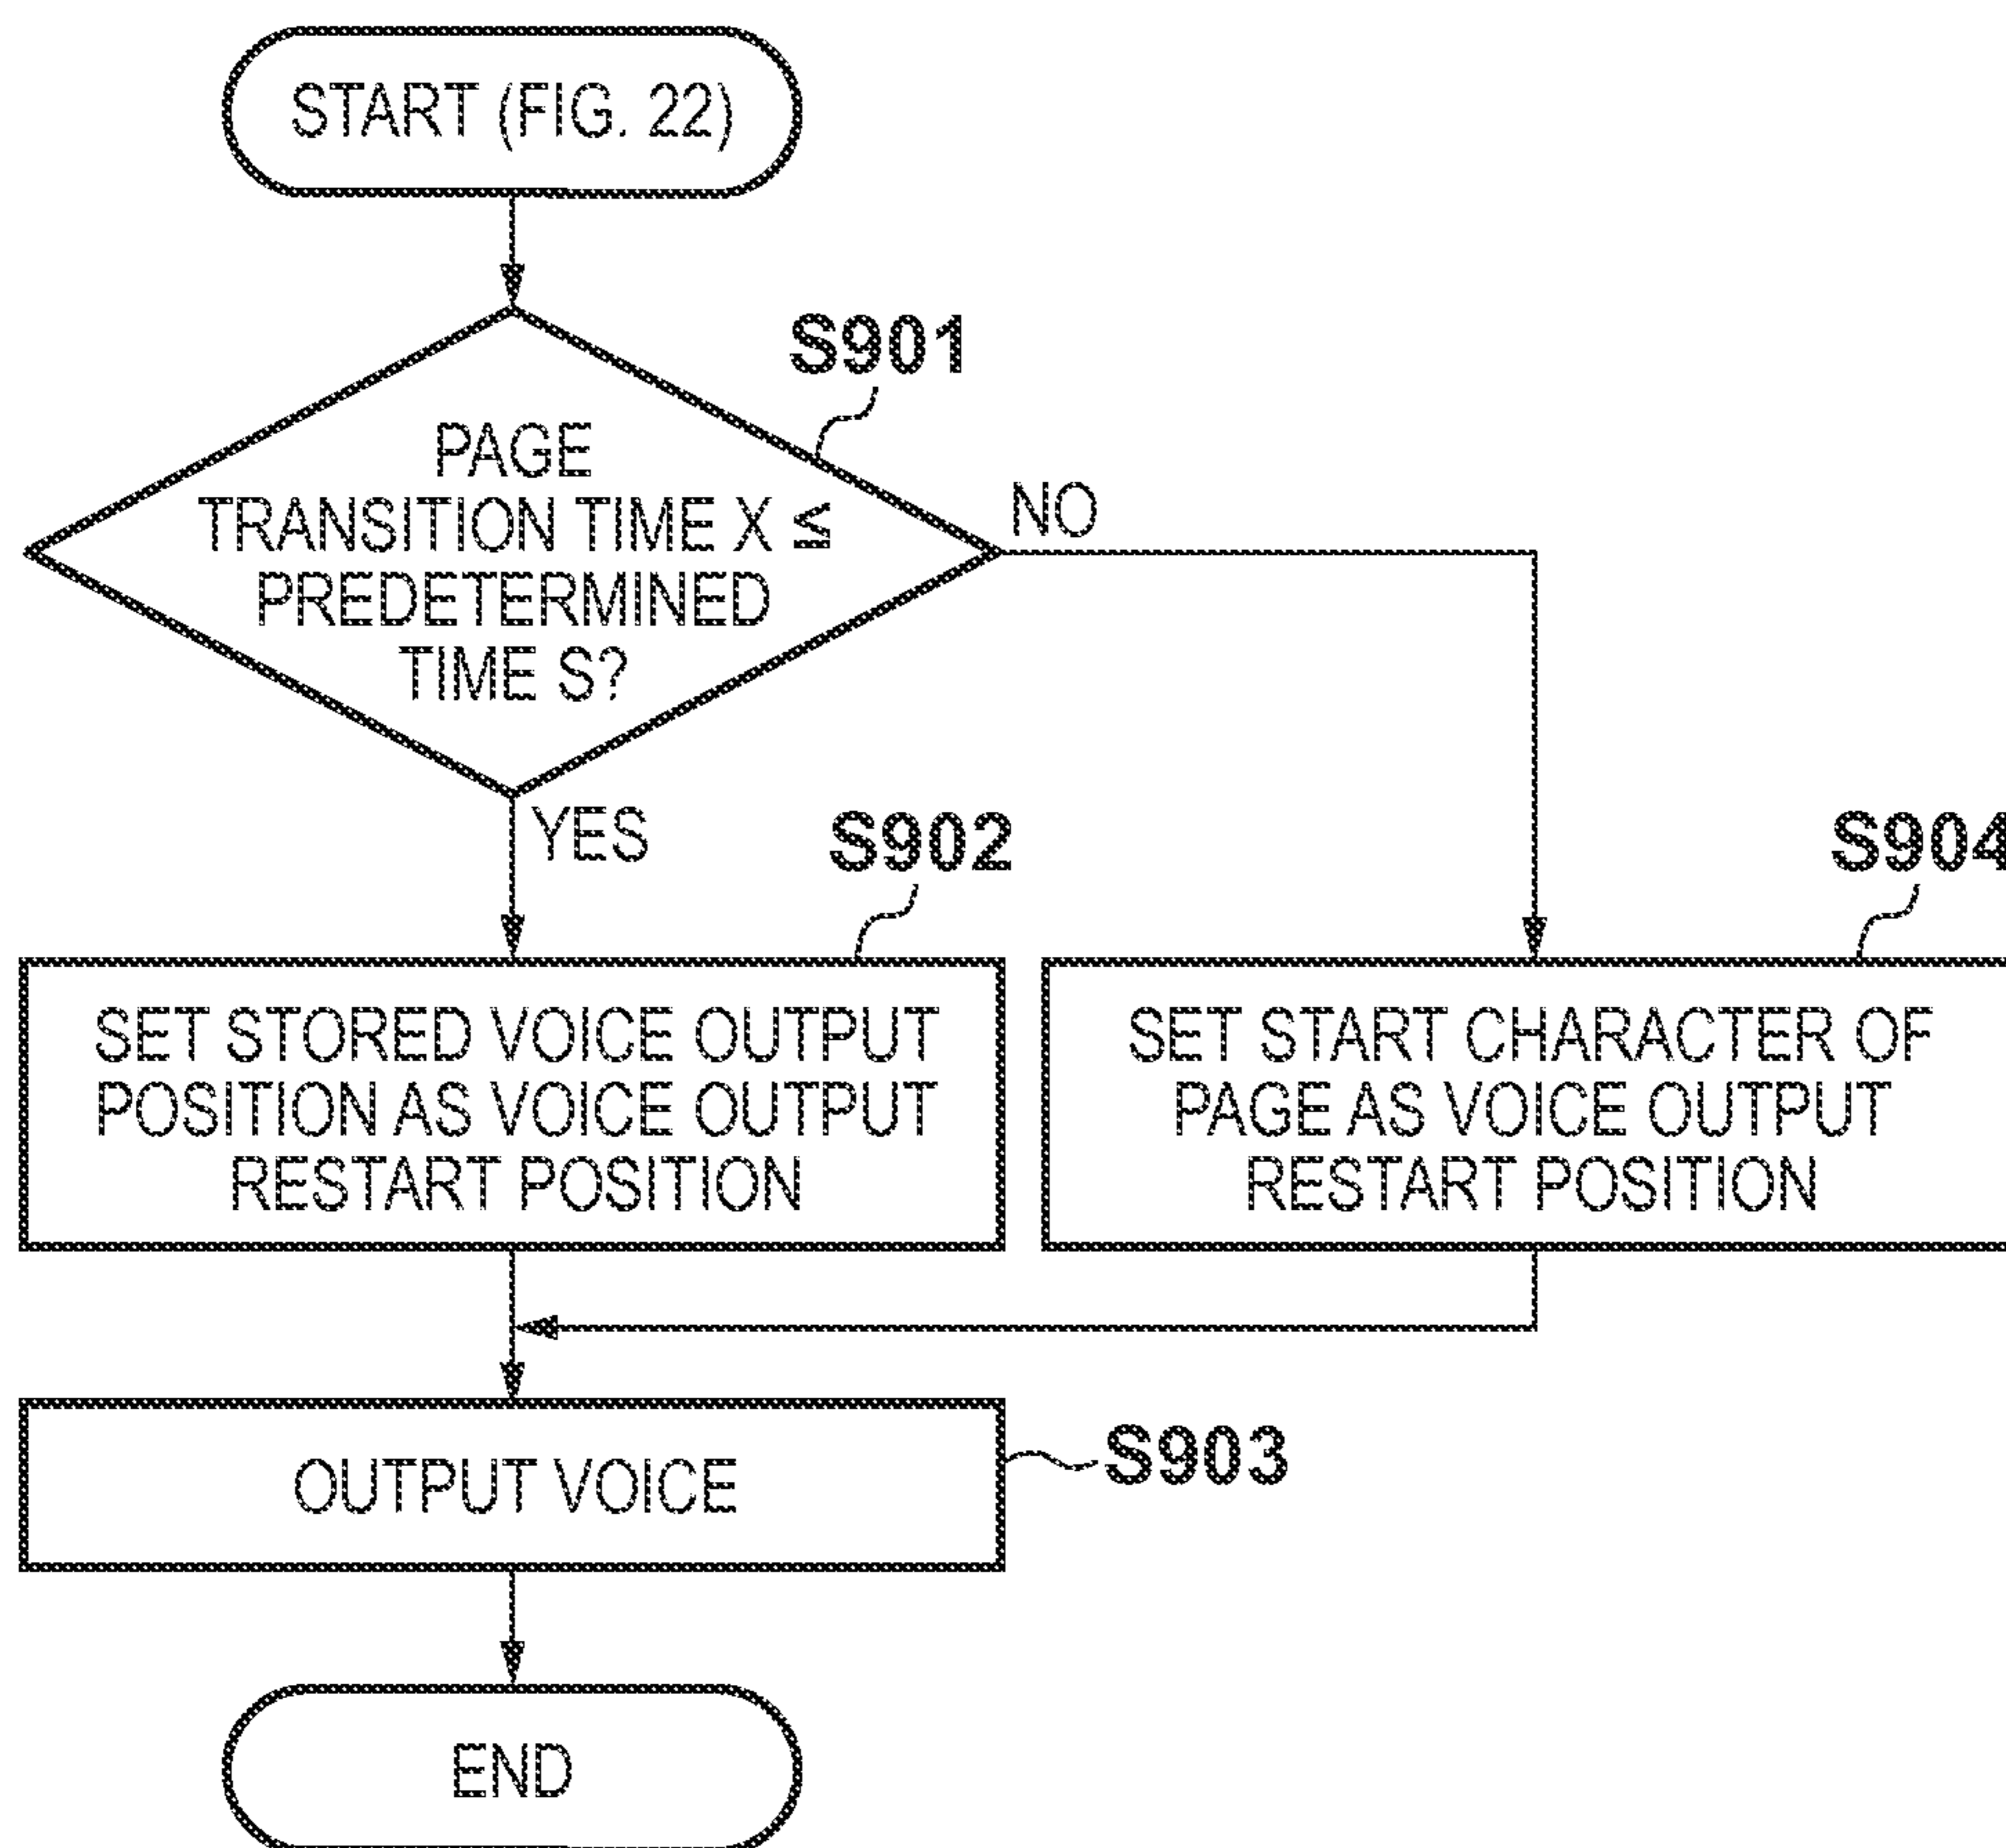 START (FIG. 22)
S901
PAGE
TRANSITION TIME X ≦
PREDETERMINED
TIME S?
NO
YES
S902
S904
SET STORED VOICE OUTPUT
POSITION AS VOICE OUTPUT
RESTART POSITION
SET START CHARACTER OF
PAGE AS VOICE OUTPUT
RESTART POSITION
OUTPUT VOICE
S903
END